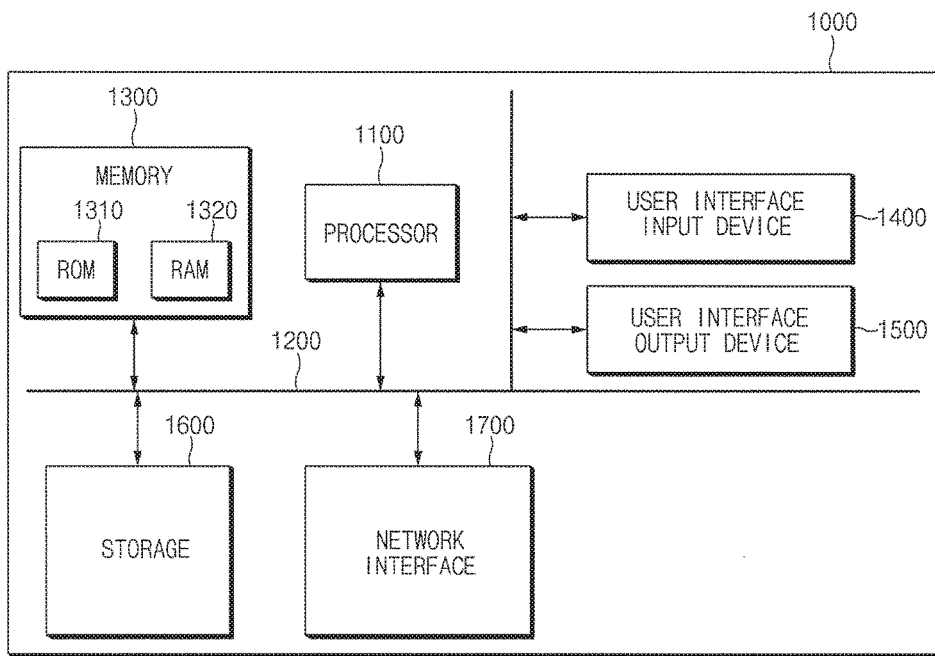 1000
1300
MEMORY
1310
1320
ROM
RAM
1100
PROCESSOR
USER INTERFACE
INPUT DEVICE
1400
USER INTERFACE
OUTPUT DEVICE
1500
1200
1600
STORAGE
1700
NETWORK
INTERFACE